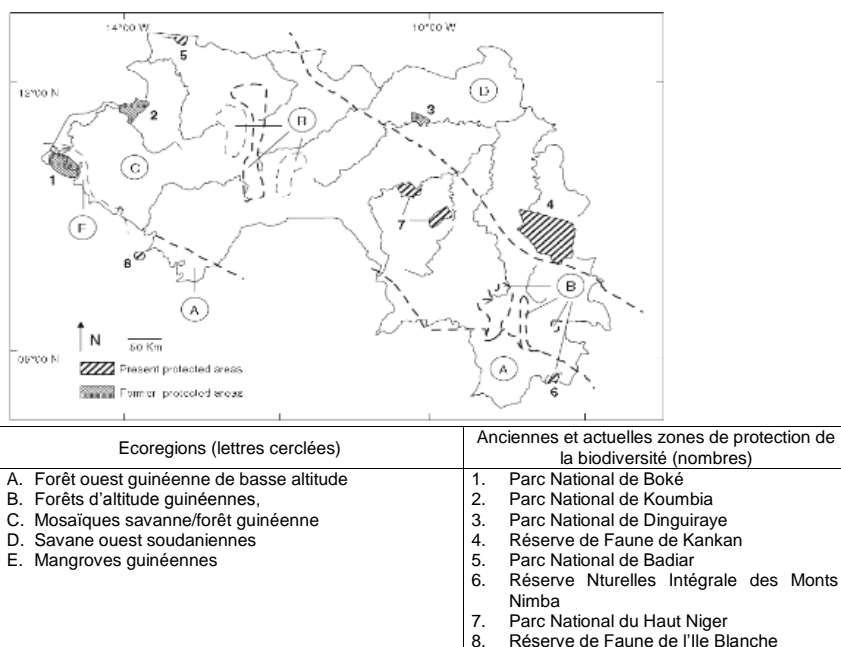 14°00 W
10°00 W
5
12°00 N
D
3
2
B
C
1
4
7
8
A
B
N
50 Km
Present protected areas
Former protected areas
A
6
Ecoregions (lettres cerclées)
Anciennes et actuelles zones de protection de
la biodiversité (nombres)
A. Forêt ouest guinéenne de basse altitude
B. Forêts d’altitude guinéennes,
C. Mosaïques savanne/forêt guinéenne
D. Savane ouest soudaniennes
E. Mangroves guinéennes
1. Parc National de Boké
2. Parc National de Koumbia
3. Parc National de Dinguiraye
4. Réserve de Faune de Kankan
5. Parc National de Badiar
6. Réserve Nturelles Intégrale des Monts
Nimba
7. Parc National du Haut Niger
8. Réserve de Faune de l’Ile Blanche